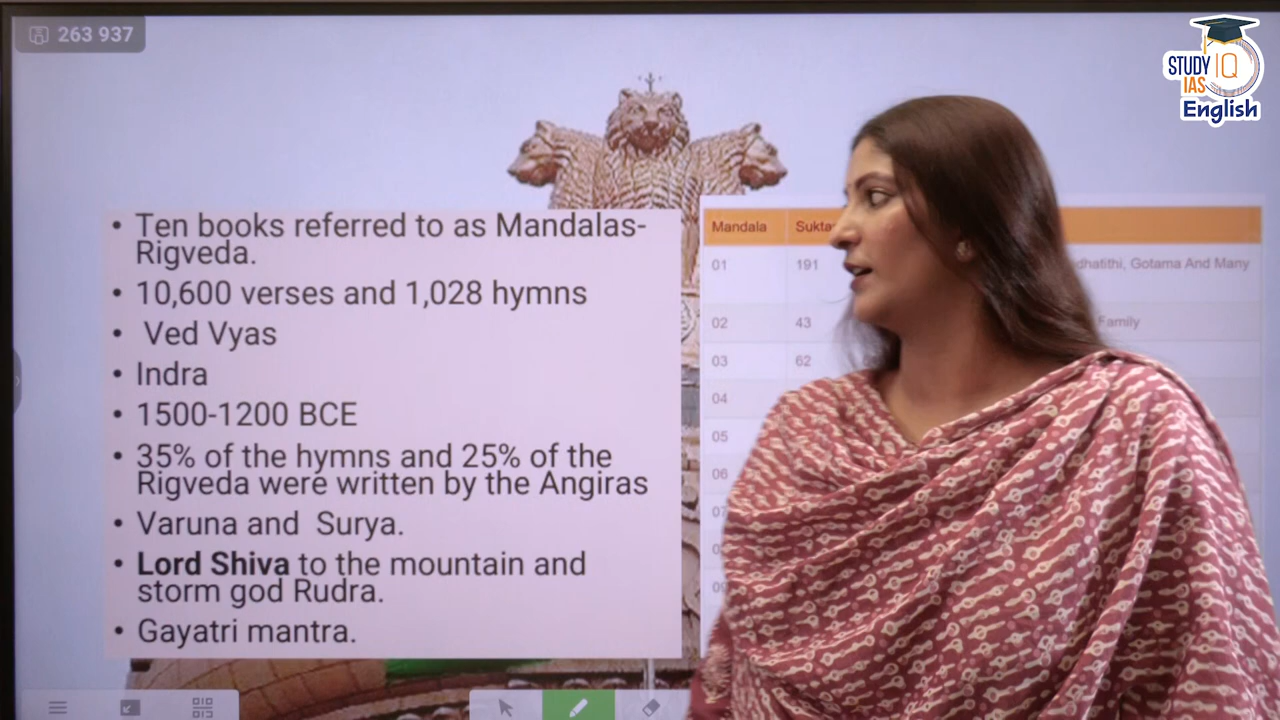 263 937
STUDY IQ
IAS
English
• Ten books referred to as Mandalas-
Rigveda.
• 10,600 verses and 1,028 hymns
• Ved Vyas
• Indra
• 1500-1200 BCE
• 35% of the hymns and 25% of the
Rigveda were written by the Angiras
• Varuna and Surya.
• Lord Shiva to the mountain and
storm god Rudra.
• Gayatri mantra.
Mandala
01 191 And Many
02 43 Family
03 62
04
05
06